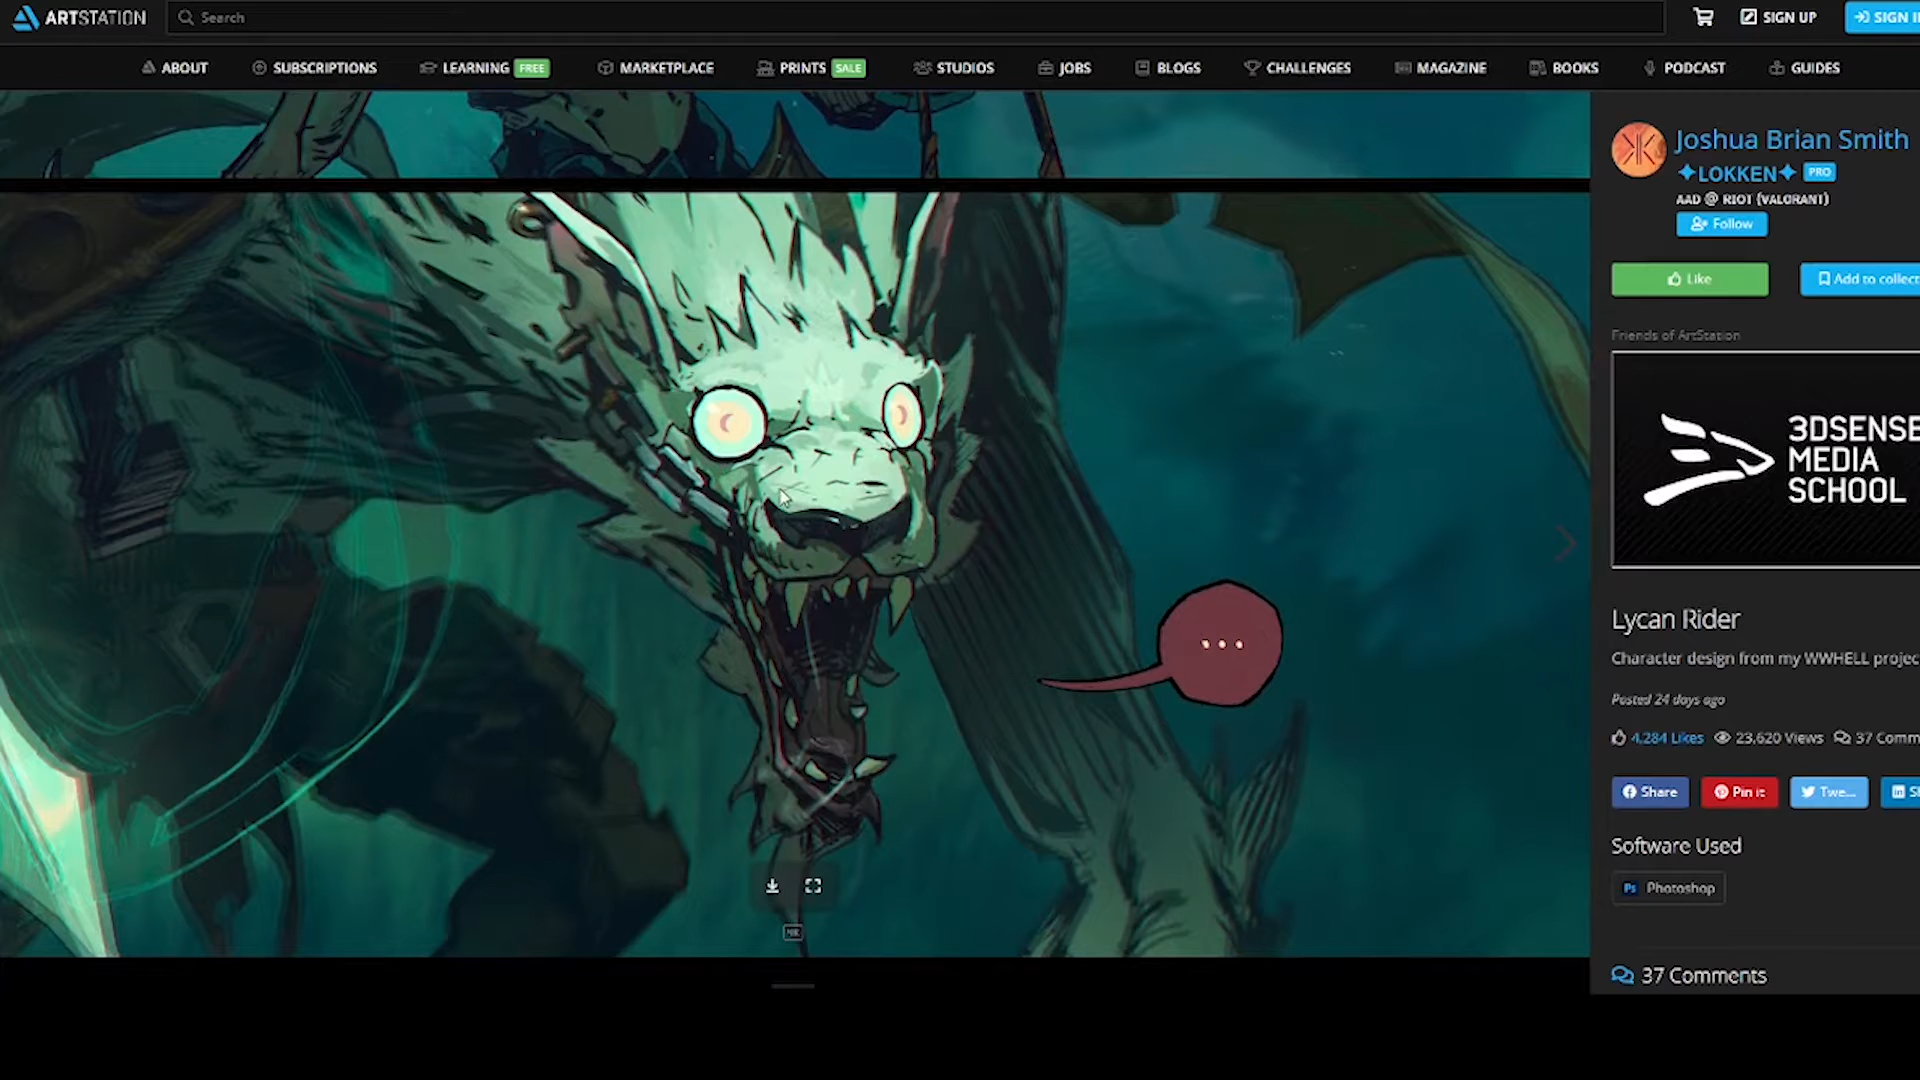 ARTSTATION
Search
SIGN UP
SIGN I
ABOUT
SUBSCRIPTIONS
LEARNING FREE
MARKETPLACE
PRINTS SALE
STUDIOS
JOBS
BLOGS
CHALLENGES
MAGAZINE
BOOKS
PODCAST
GUIDES
Joshua Brian Smith
✦LOKKEN✦ PRO
AAD @ RIOT (VALORANT)
Follow
Like
Add to collect
Friends of ArtStation
3DSENSE
MEDIA
SCHOOL
...
Lycan Rider
Character design from my WWHELL projec
Posted 24 days ago
4,284 Likes 23,620 Views 37 Comm
Share
Pin it
Twe...
Software Used
Ps Photoshop
37 Comments